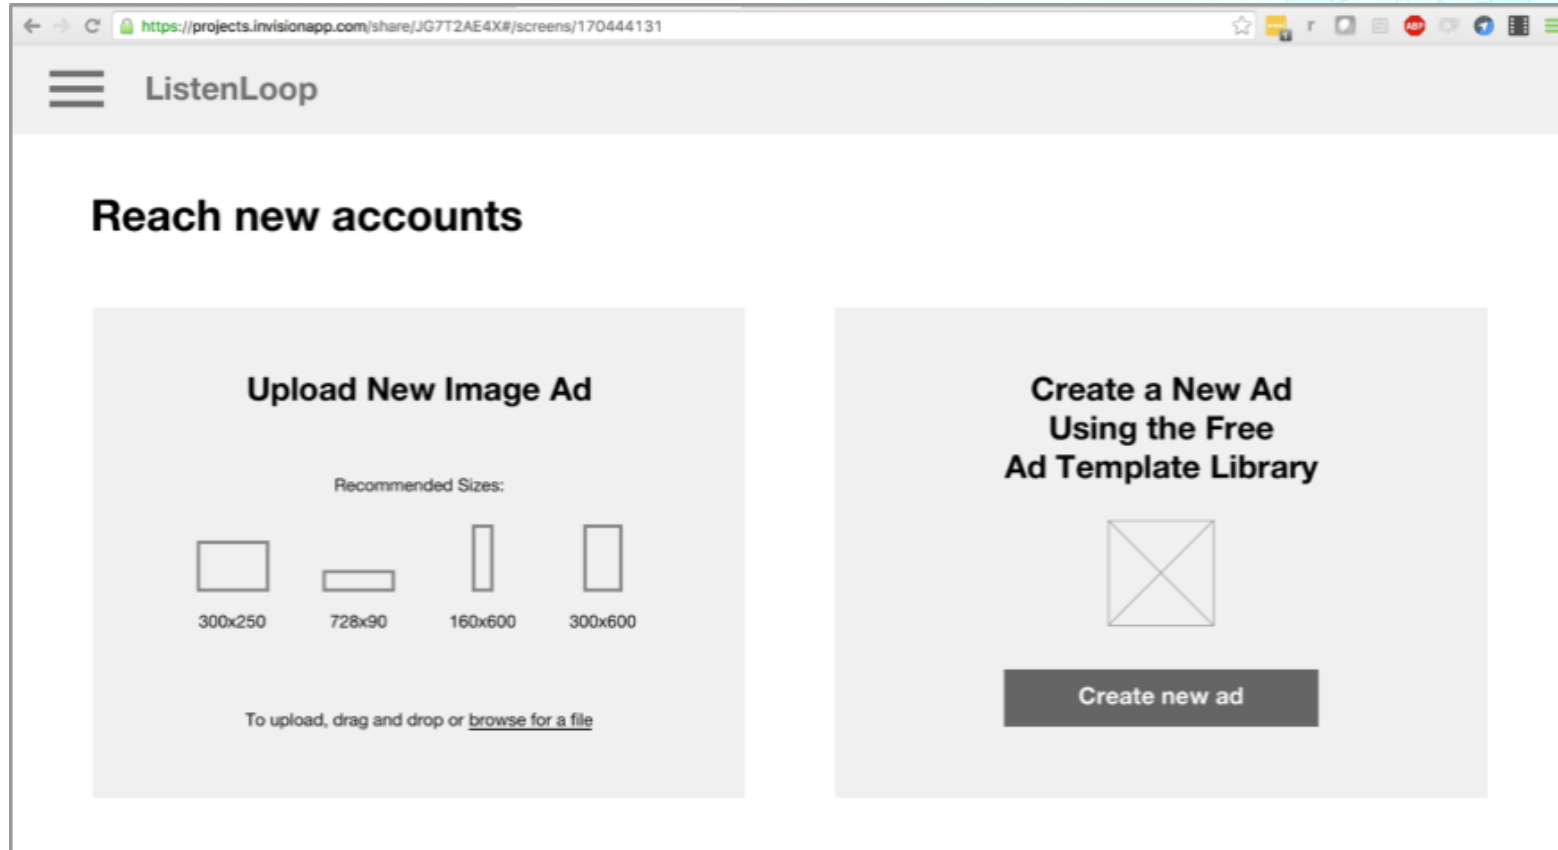 https://projects.invisionapp.com/share/JG7T2AE4X#/screens/170444131
ListenLoop
Reach new accounts
Upload New Image Ad
Recommended Sizes:
300x250 728x90 160x600 300x600
To upload, drag and drop or browse for a file
Create a New Ad
Using the Free
Ad Template Library
Create new ad